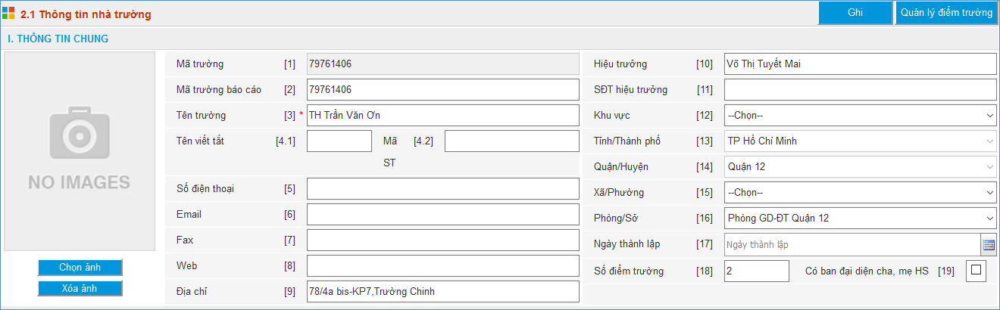 2.1 Thông tin nhà trường
Ghi
Quản lý điểm trường
I. THÔNG TIN CHUNG
NO IMAGES
Chọn ảnh
Xóa ảnh
Mã trường [1] 79761406
Mã trường báo cáo [2] 79761406
Tên trường [3] * TH Trần Văn Ơn
Tên viết tắt [4.1] Mã [4.2]
ST
Số điện thoại [5]
Email [6]
Fax [7]
Web [8]
Địa chỉ [9] 78/4a bis-KP7,Trường Chinh
Hiệu trưởng [10] Võ Thị Tuyết Mai
SĐT hiệu trưởng [11]
Khu vực [12] --Chọn--
Tỉnh/Thành phố [13] TP Hồ Chí Minh
Quận/Huyện [14] Quận 12
Xã/Phường [15] --Chọn--
Phòng/Sở [16] Phòng GD-ĐT Quận 12
Ngày thành lập [17] Ngày thành lập
Số điểm trường [18] 2 Có ban đại diện cha, mẹ HS [19]